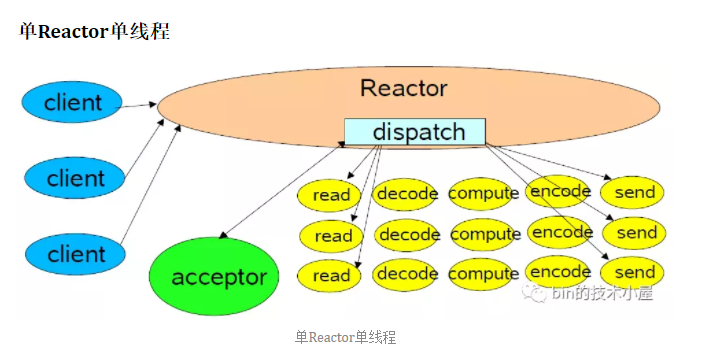 单Reactor单线程
Reactor
client
dispatch
client
client
acceptor
read decode compute encode send
read decode compute encode send
read decode compute encode send
bin的技术小屋
单Reactor单线程